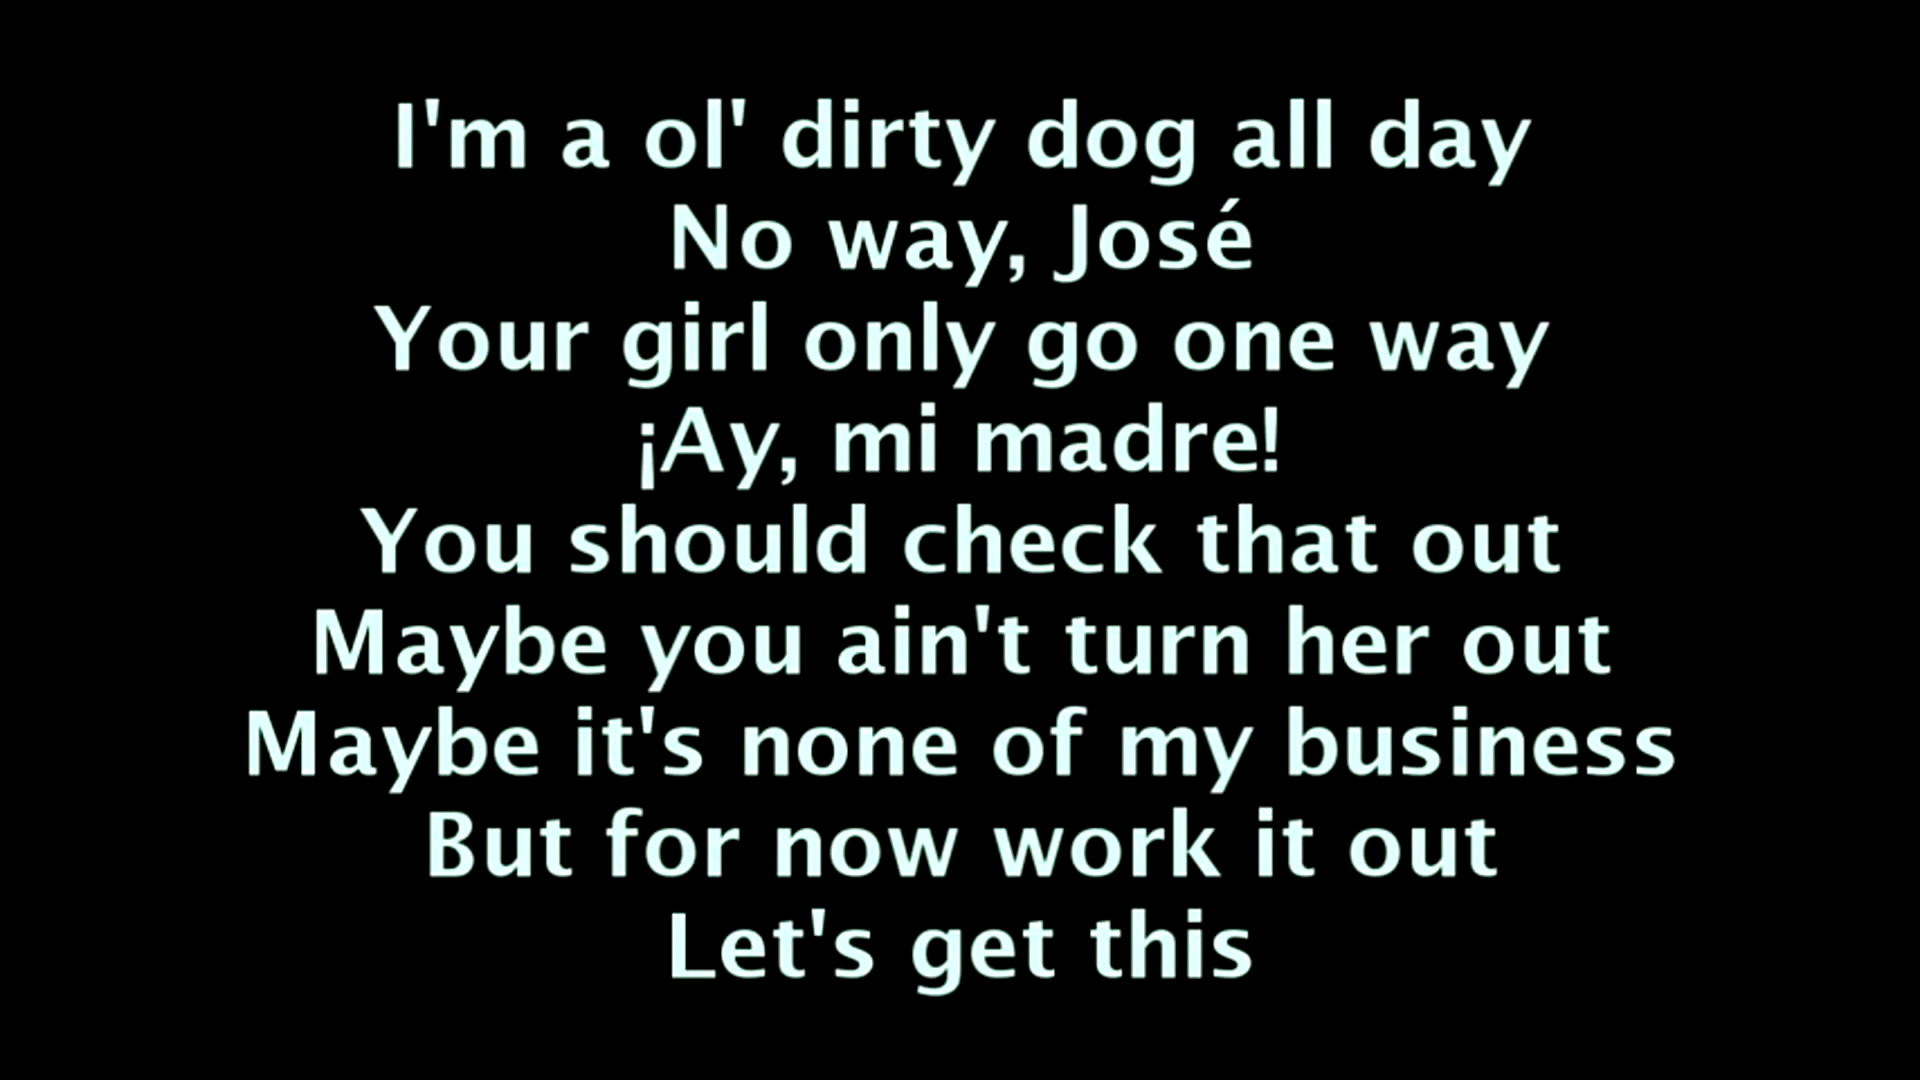 I'm a ol' dirty dog all day
No way, José
Your girl only go one way
¡Ay, mi madre!
You should check that out
Maybe you ain't turn her out
Maybe it's none of my business
But for now work it out
Let's get this